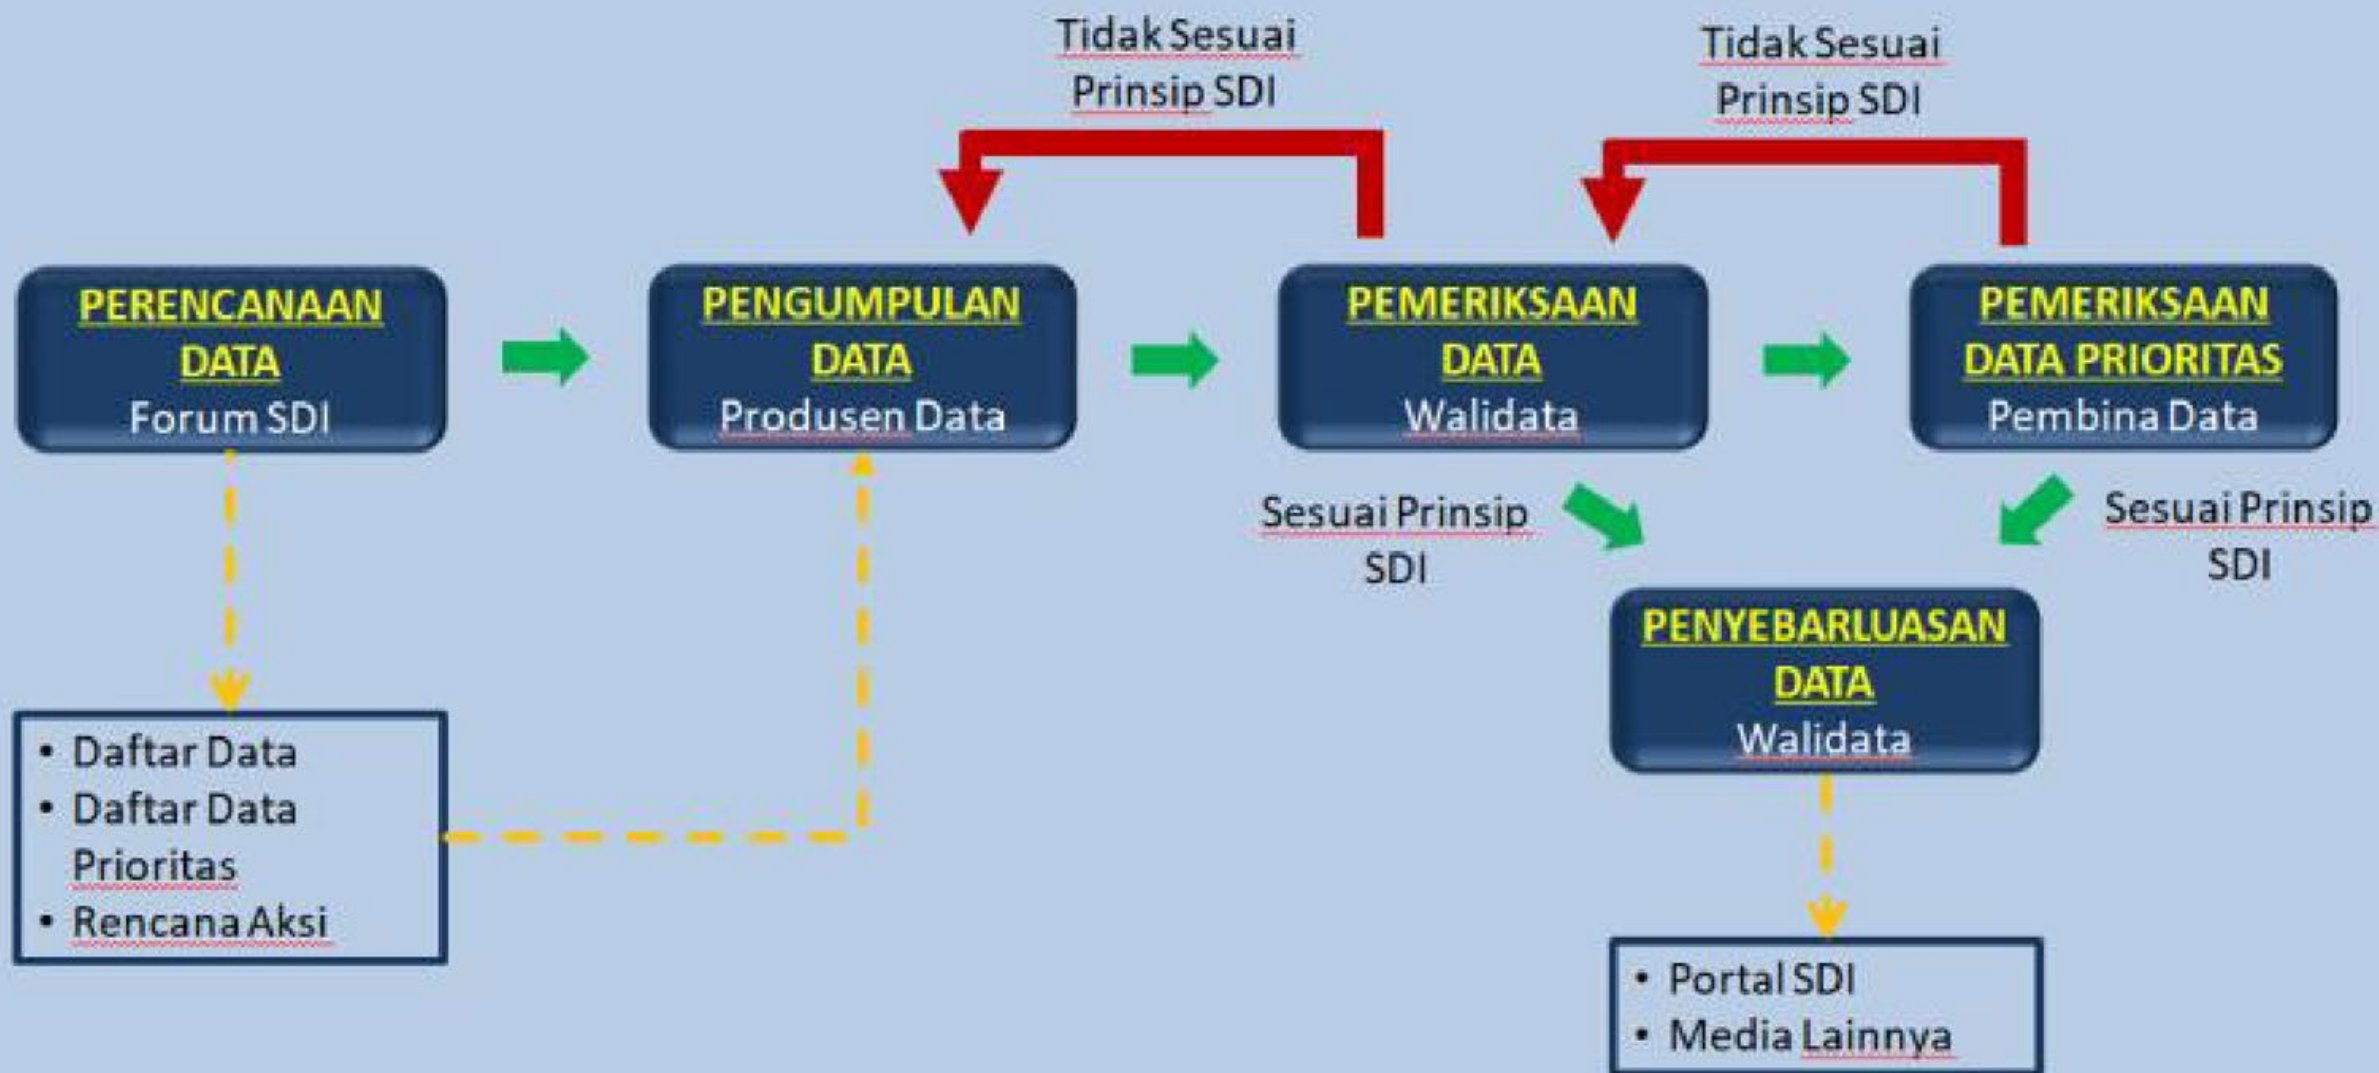 Tidak Sesuai
Prinsip SDI
Tidak Sesuai
Prinsip SDI
PERENCANAAN
DATA
Forum SDI
PENGUMPULAN
DATA
Produsen Data
PEMERIKSAAN
DATA
Walidata
PEMERIKSAAN
DATA PRIORITAS
Pembina Data
Sesuai Prinsip
SDI
Sesuai Prinsip
SDI
PENYEBARLUASAN
DATA
Walidata
• Daftar Data
• Daftar Data
Prioritas
• Rencana Aksi
• Portal SDI
• Media Lainnya